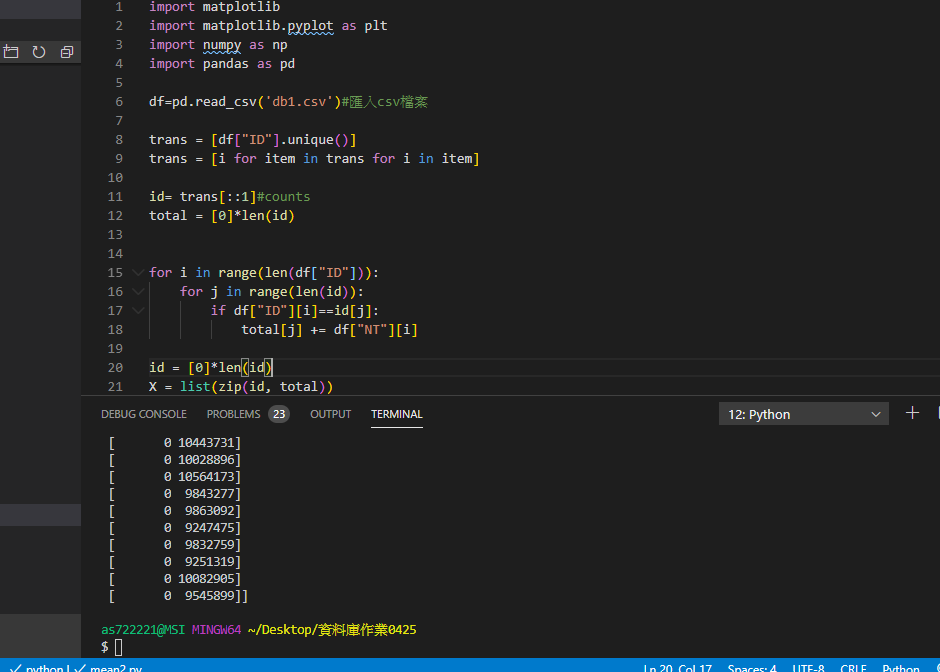 1 import matplotlib
2 import matplotlib.pyplot as plt
3 import numpy as np
4 import pandas as pd
5
6 df=pd.read_csv('db1.csv')#匯入csv檔案
7
8 trans = [df["ID"].unique()]
9 trans = [i for item in trans for i in item]
10
11 id= trans[::1]#counts
12 total = [0]*len(id)
13
14
15 for i in range(len(df["ID"])):
16 for j in range(len(id)):
17 if df["ID"][i]==id[j]:
18 total[j] += df["NT"][i]
19
20 id = [0]*len(id)
21 X = list(zip(id, total))
DEBUG CONSOLE PROBLEMS 23 OUTPUT TERMINAL 12: Python
[ 0 10443731]
[ 0 10028896]
[ 0 10564173]
[ 0 9843277]
[ 0 9863092]
[ 0 9247475]
[ 0 9832759]
[ 0 9251319]
[ 0 10082905]
[ 0 9545899]]
as722221@MSI MINGW64 ~/Desktop/資料庫作業0425
$
python | mean2.py Ln 20, Col 17 Spaces: 4 UTF-8 CRLF Python